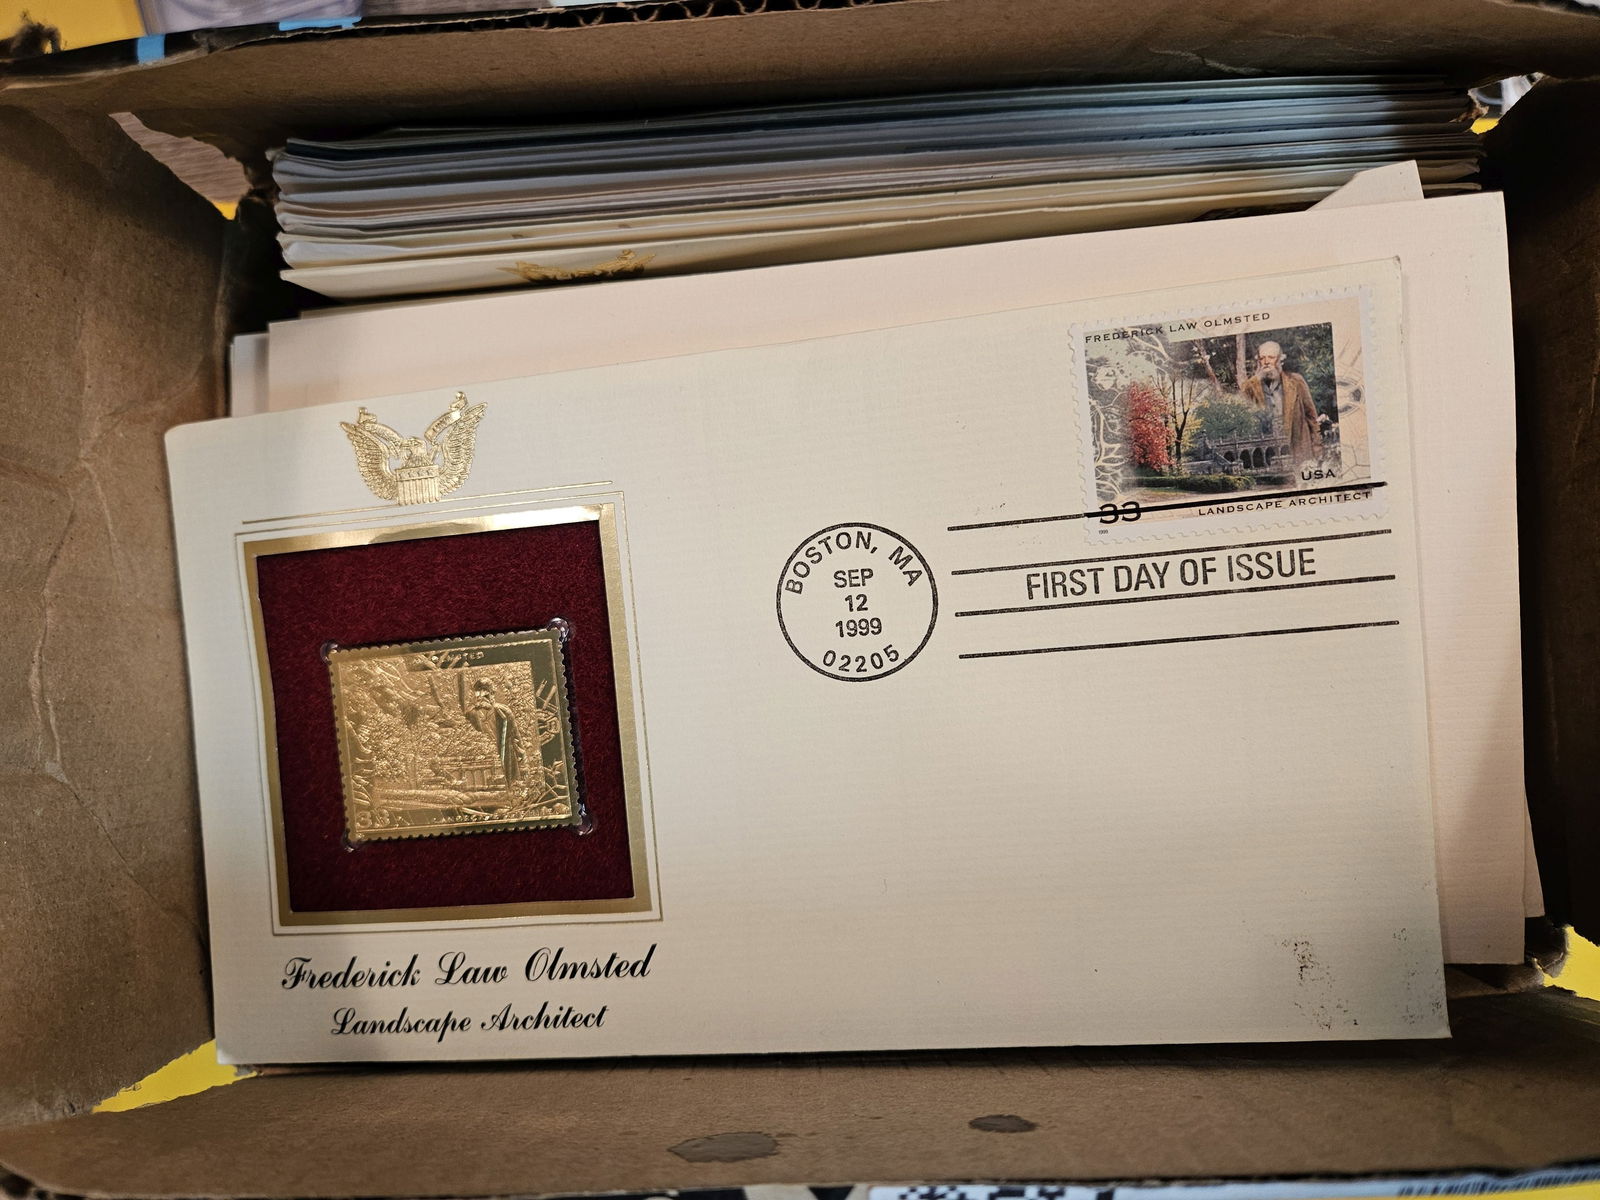 FREDERICK LAW OLMSTED
USA
33
LANDSCAPE ARCHITECT
BOSTON, MA
SEP
12
1999
02205
FIRST DAY OF ISSUE
33
Frederick Law Olmsted
Landscape Architect